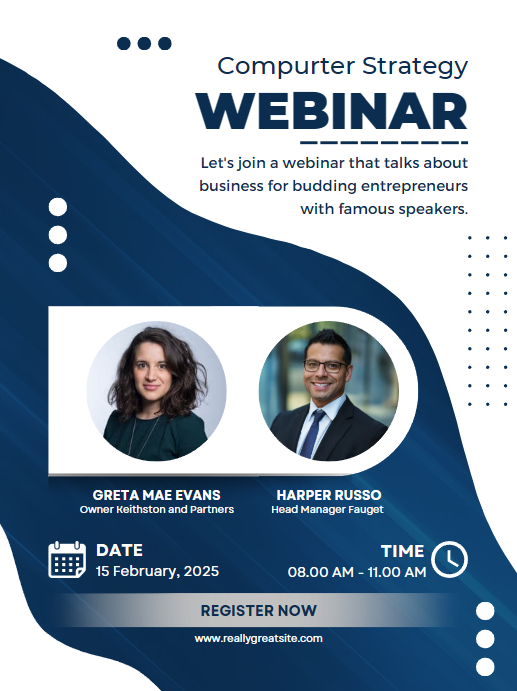 Compurter Strategy
WEBINAR
Let's join a webinar that talks about
business for budding entrepreneurs
with famous speakers.
GRETA MAE EVANS
Owner Keithston and Partners
HARPER RUSSO
Head Manager Fauget
DATE
15 February, 2025
TIME
08.00 AM - 11.00 AM
REGISTER NOW
www.reallygreatsite.com